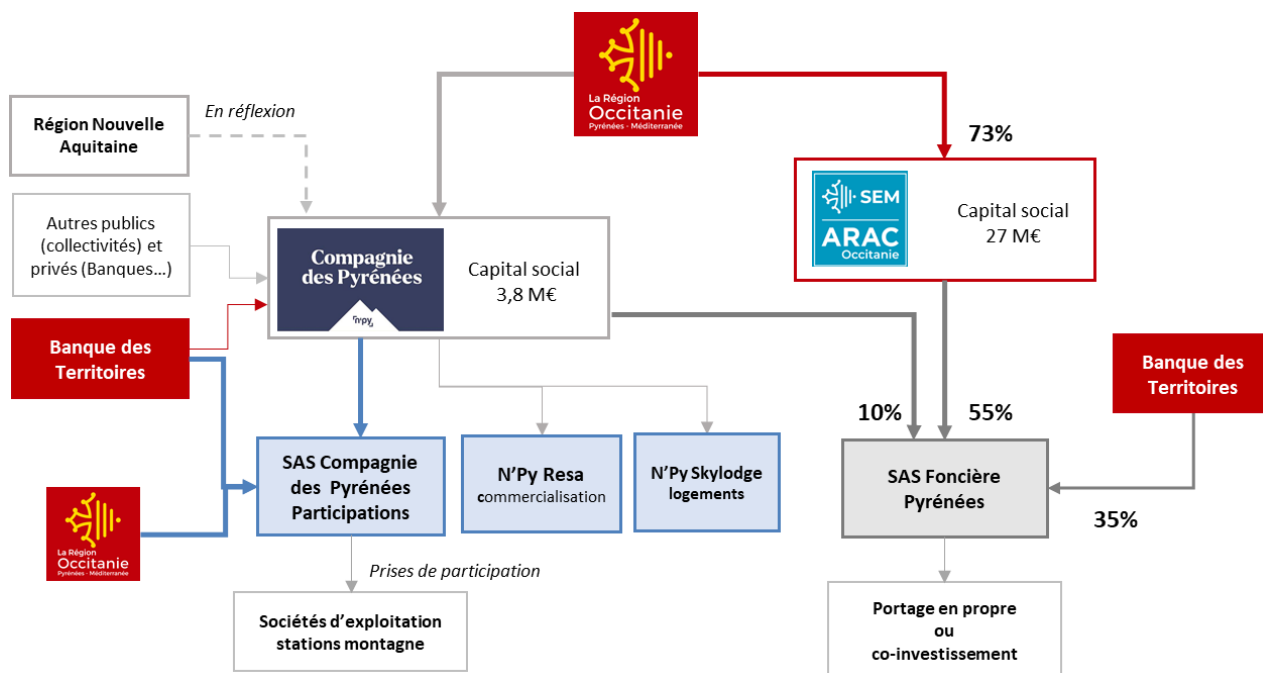 La Région
Occitanie
Pyrénées - Méditerranée
En réflexion
Région Nouvelle
Aquitaine
73%
SEM
ARAC
Occitanie
Capital social
27 M€
Autres publics
(collectivités) et
privés (Banques…)
Compagnie
des Pyrénées
n'py
Capital social
3,8 M€
Banque des
Territoires
Banque des
Territoires
10%
55%
SAS Compagnie
des Pyrénées
Participations
N'Py Resa
commercialisation
N'Py Skylodge
logements
SAS Foncière
Pyrénées
35%
La Région
Occitanie
Pyrénées - Méditerranée
Prises de participation
Sociétés d'exploitation
stations montagne
Portage en propre
ou
co-investissement